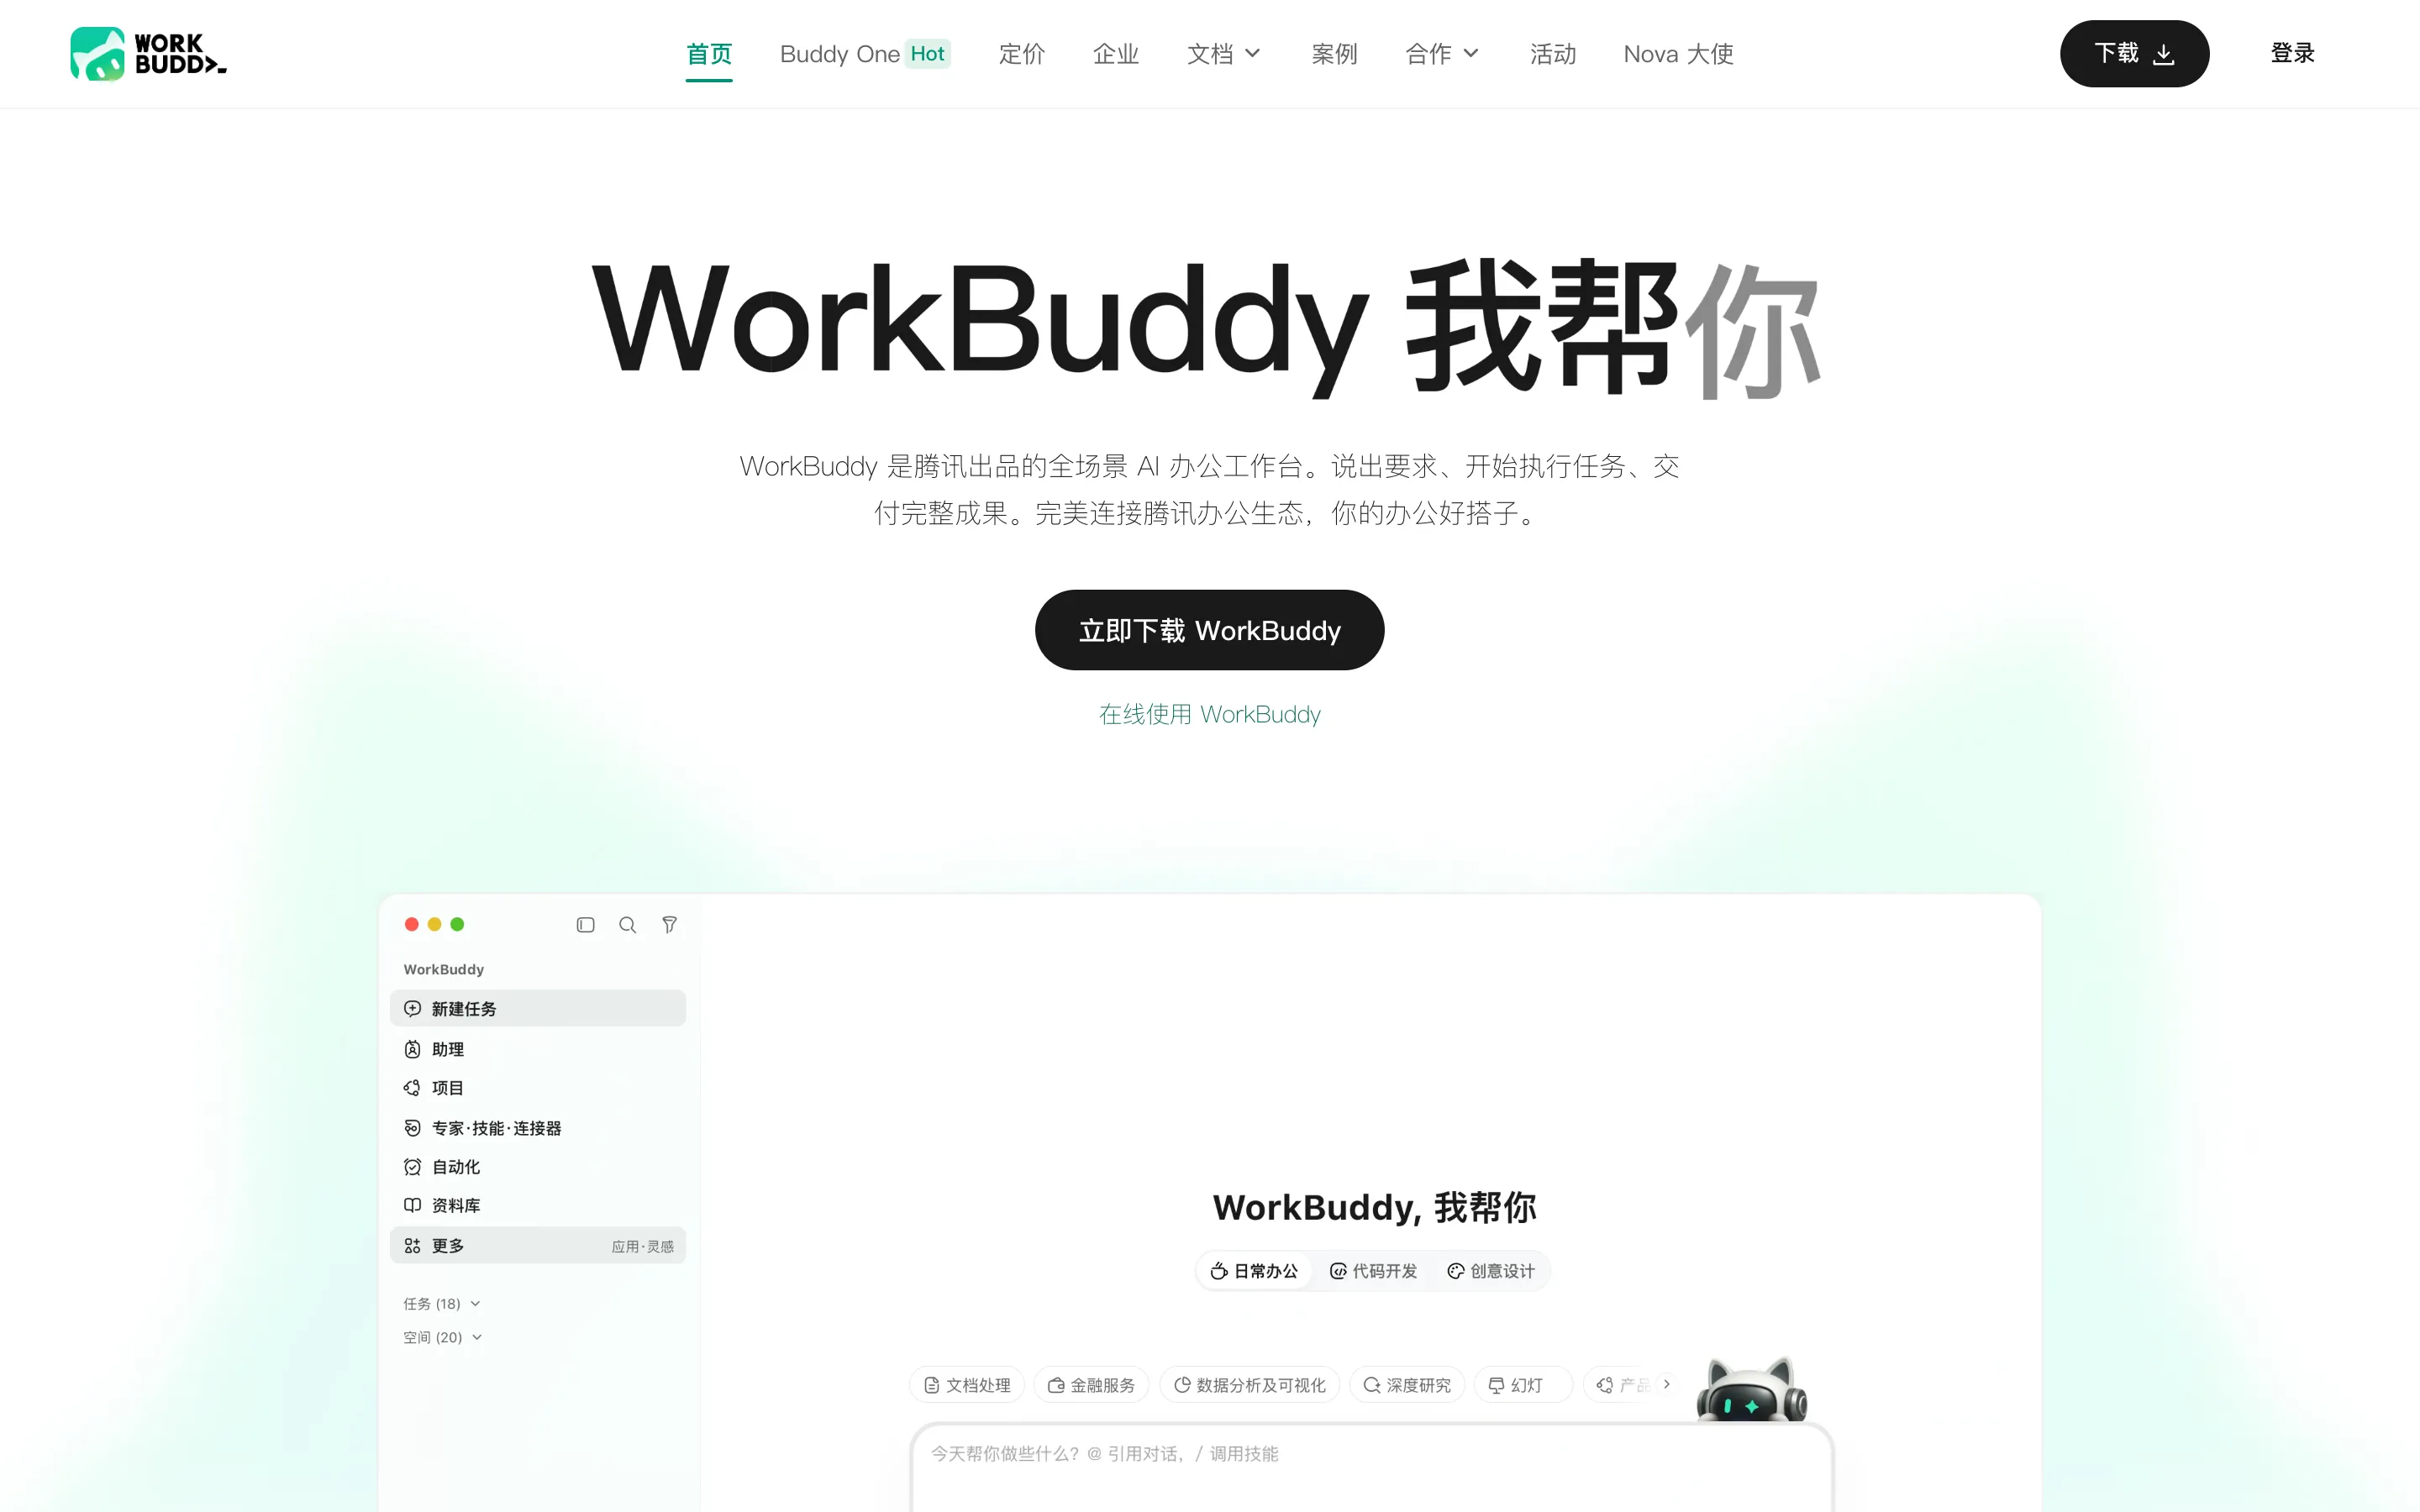 WORK
BUDD>_
首页 Buddy One Hot 定价 企业 文档 案例 合作 活动 Nova 大使 下载 登录
WorkBuddy 我帮你
WorkBuddy 是腾讯出品的全场景 AI 办公工作台。说出要求、开始执行任务、交
付完整成果。完美连接腾讯办公生态，你的办公好搭子。
立即下载 WorkBuddy
在线使用 WorkBuddy
WorkBuddy
新建任务
助理
项目
专家·技能·连接器
自动化
资料库
更多 应用·灵感
任务 (18)
空间 (20)
WorkBuddy, 我帮你
日常办公 代码开发 创意设计
文档处理 金融服务 数据分析及可视化 深度研究 幻灯 产品
今天帮你做些什么？@ 引用对话，/ 调用技能